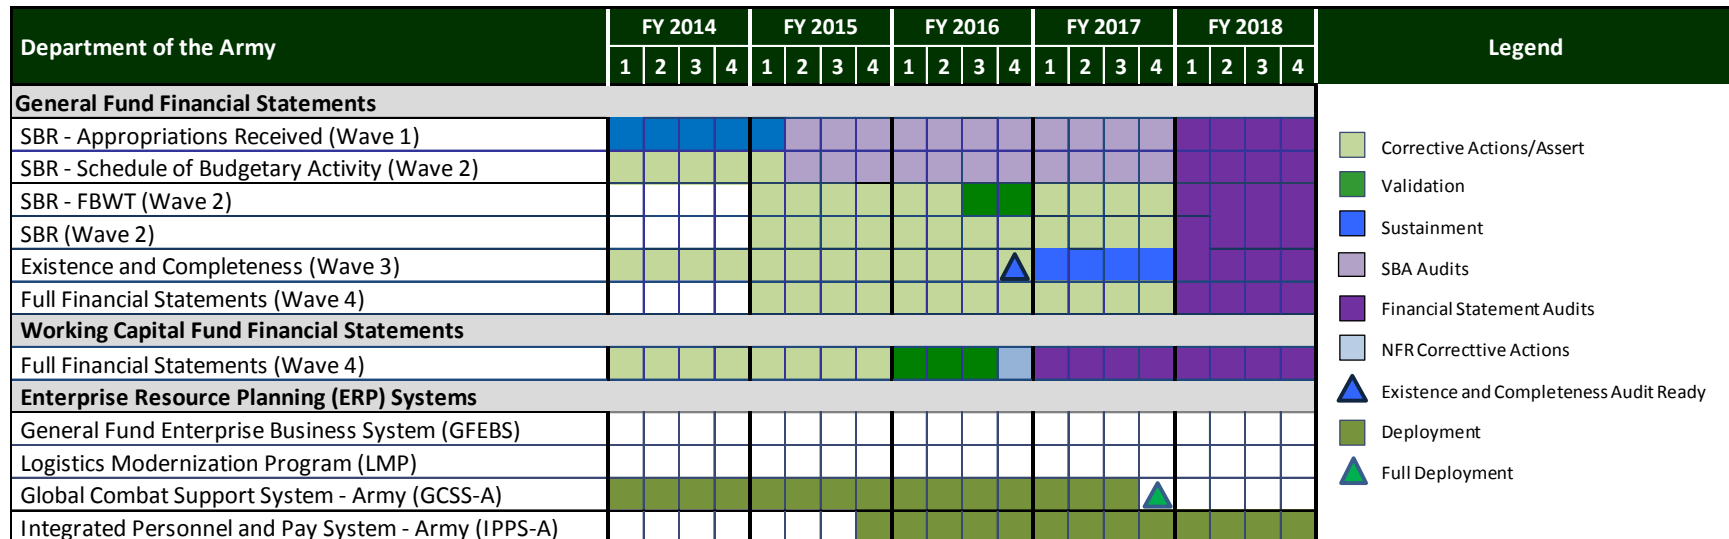 Department of the Army FY 2014 FY 2015 FY 2016 FY 2017 FY 2018 Legend
1 2 3 4 1 2 3 4 1 2 3 4 1 2 3 4 1 2 3 4
General Fund Financial Statements
SBR - Appropriations Received (Wave 1)
SBR - Schedule of Budgetary Activity (Wave 2)
SBR - FBWT (Wave 2)
SBR (Wave 2)
Existence and Completeness (Wave 3)
Full Financial Statements (Wave 4)
Working Capital Fund Financial Statements
Full Financial Statements (Wave 4)
Enterprise Resource Planning (ERP) Systems
General Fund Enterprise Business System (GFEBS)
Logistics Modernization Program (LMP)
Global Combat Support System - Army (GCSS-A)
Integrated Personnel and Pay System - Army (IPPS-A)
Corrective Actions/Assert
Validation
Sustainment
SBA Audits
Financial Statement Audits
NFR Correcttive Actions
Existence and Completeness Audit Ready
Deployment
Full Deployment